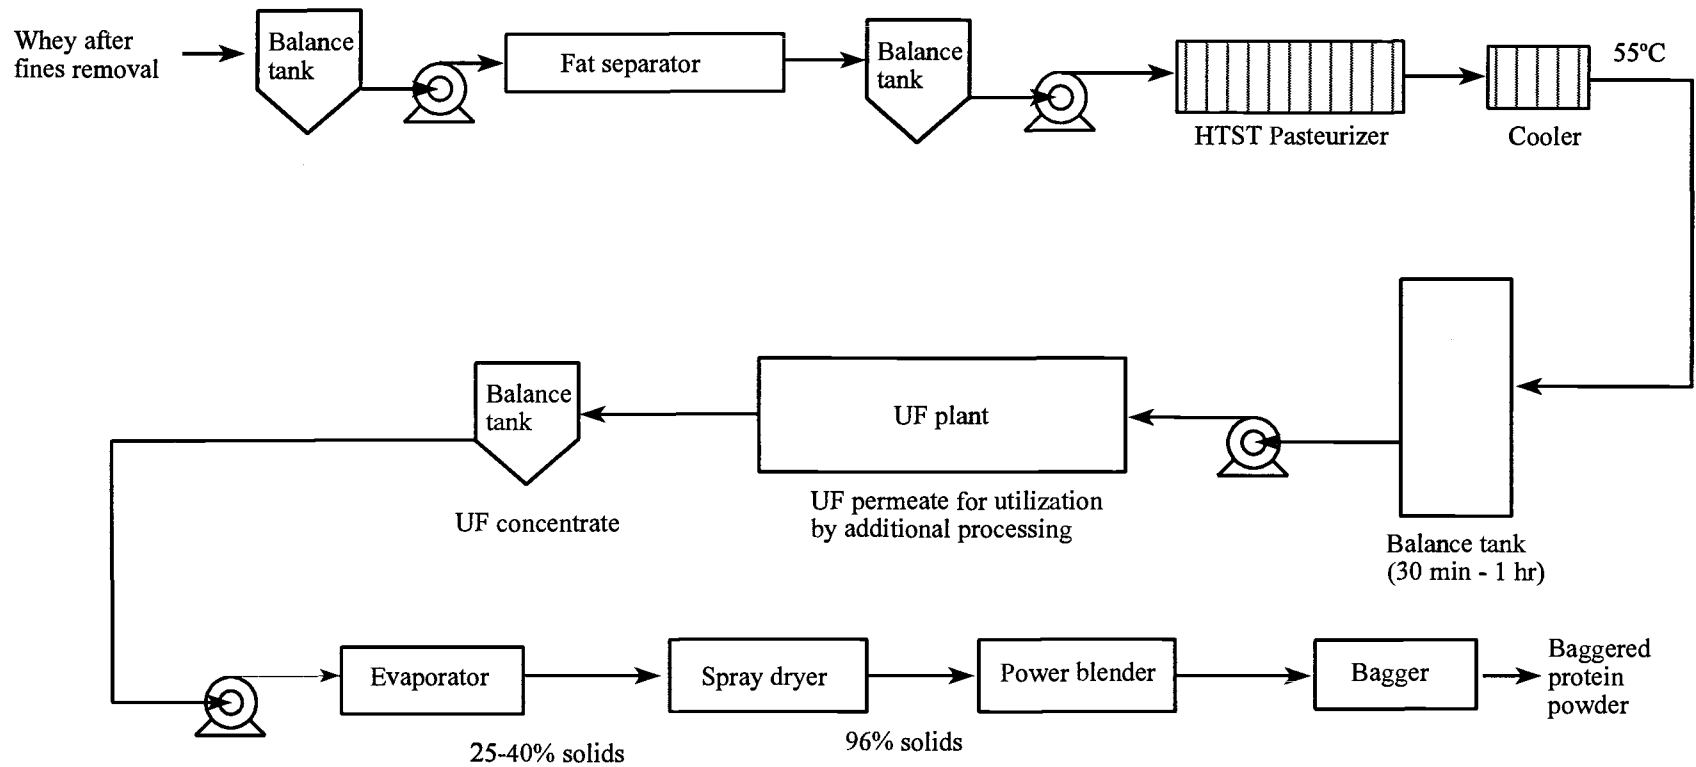 Whey after
fines removal
Balance
tank
Fat separator
Balance
tank
HTST Pasteurizer
Cooler
55ºC
Balance
tank
UF concentrate
UF plant
UF permeate for utilization
by additional processing
Balance tank
(30 min - 1 hr)
Evaporator
25-40% solids
Spray dryer
96% solids
Power blender
Bagger
Baggered
protein
powder